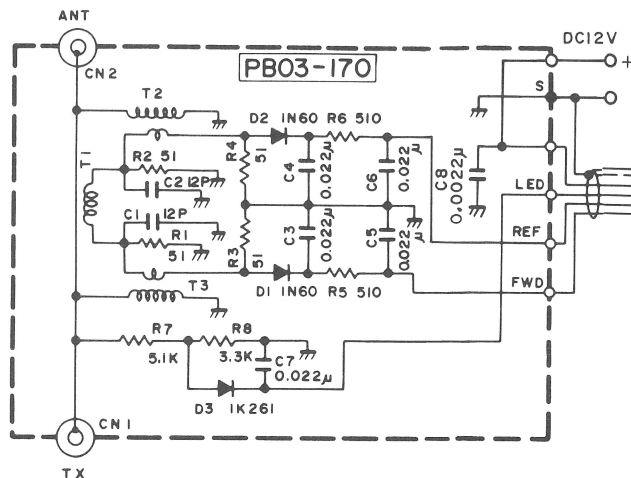 ANT
CN2
PB03-170
DC12V
+
S
T2
D2 1N60 R6 510
T1
R2 51
C2 12P
R4
51
C4
0.022μ
C6
0.022
μ
C8
0.0022μ
LED
C1 12P
R1
51
R3
51
C3
0.022μ
C5
0.022
μ
REF
T3
D1 1N60 R5 510
FWD
R7
5.1K
R8
3.3K
C7
0.022μ
D3 1K261
CN1
TX